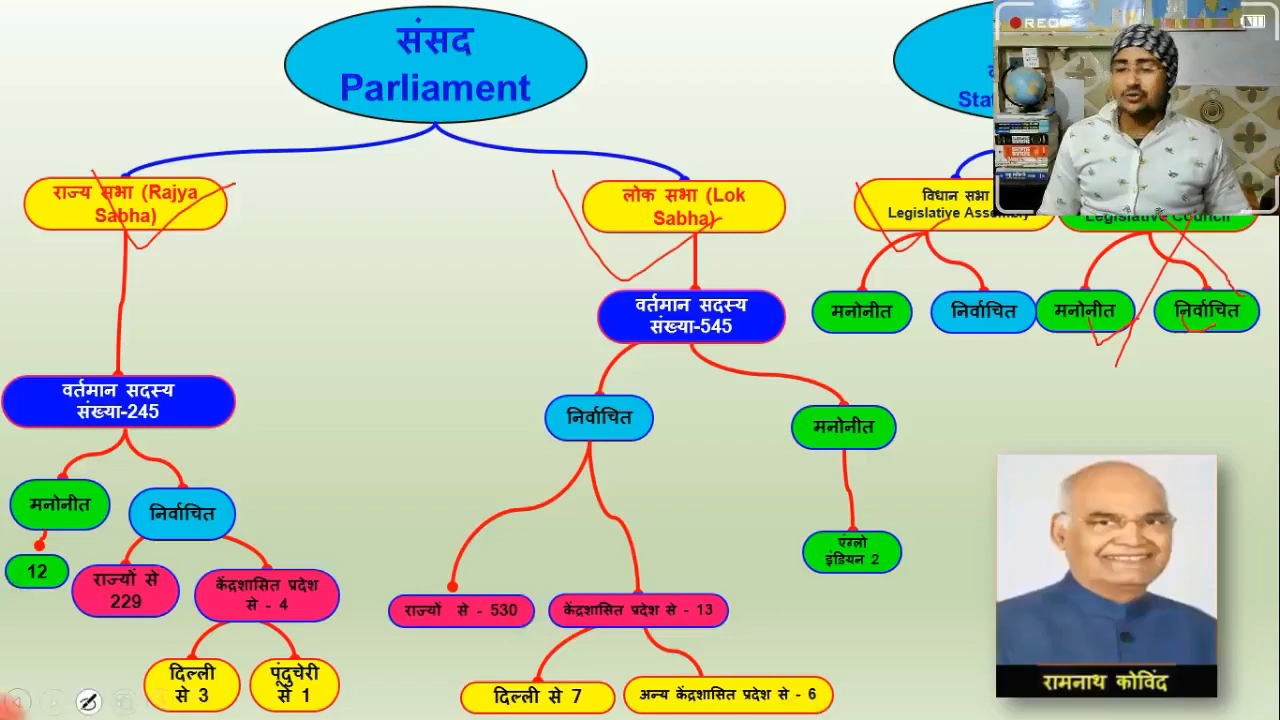 संसद
Parliament
Stat
REC
राज्य सभा (Rajya
Sabha)
लोक सभा (Lok
Sabha)
विधान सभा
Legislative Assembly
Legislative Council
वर्तमान सदस्य
संख्या-545
मनोनीत
निर्वाचित
मनोनीत
निर्वाचित
वर्तमान सदस्य
संख्या-245
निर्वाचित
मनोनीत
मनोनीत
निर्वाचित
12
राज्यों से
229
केंद्रशासित प्रदेश
से - 4
एंग्लो
इंडियन 2
राज्यों से - 530
केंद्रशासित प्रदेश से - 13
दिल्ली
से 3
पूंदुचेरी
से 1
दिल्ली से 7
अन्य केंद्रशासित प्रदेश से - 6
रामनाथ कोविंद